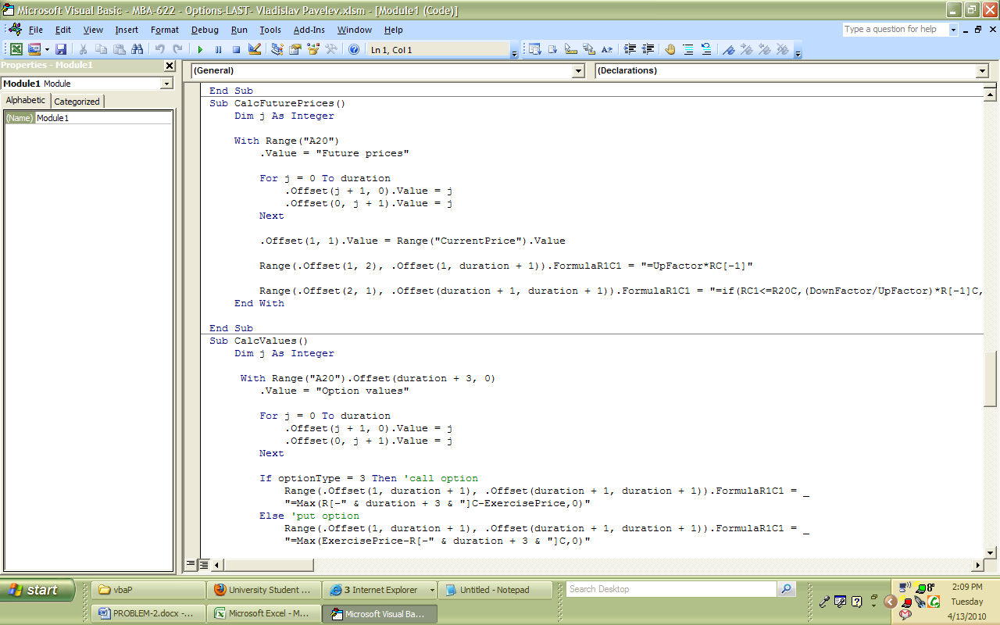 Microsoft Visual Basic - MBA-622 - Options-LAST- Vladislav Pavelev.xlsm - [Module1 (Code)]
File Edit View Insert Format Debug Run Tools Add-Ins Window Help
Type a question for help
Ln 1, Col 1
Properties - Module1
Module1 Module
Alphabetic Categorized
(Name) Module1
(General)
(Declarations)
End Sub
Sub CalcFuturePrices()
Dim j As Integer
With Range("A20")
.Value = "Future prices"
For j = 0 To duration
.Offset(j + 1, 0).Value = j
.Offset(0, j + 1).Value = j
Next
.Offset(1, 1).Value = Range("CurrentPrice").Value
Range(.Offset(1, 2), .Offset(1, duration + 1)).FormulaR1C1 = "=UpFactor*RC[-1]"
Range(.Offset(2, 1), .Offset(duration + 1, duration + 1)).FormulaR1C1 = "=if(RC1<=R20C,(DownFactor/UpFactor)*R[-1]C,
End With
End Sub
Sub CalcValues()
Dim j As Integer
With Range("A20").Offset(duration + 3, 0)
.Value = "Option values"
For j = 0 To duration
.Offset(j + 1, 0).Value = j
.Offset(0, j + 1).Value = j
Next
If optionType = 3 Then 'call option
Range(.Offset(1, duration + 1), .Offset(duration + 1, duration + 1)).FormulaR1C1 = _
"=Max(R[-" & duration + 3 & "]C-ExercisePrice,0)"
Else 'put option
Range(.Offset(1, duration + 1), .Offset(duration + 1, duration + 1)).FormulaR1C1 = _
"=Max(ExercisePrice-R[-" & duration + 3 & "]C,0)"
start
vbaP
University Student ...
3 Internet Explorer
Untitled - Notepad
Search Desktop
8°
2:09 PM
PROBLEM-2.docx -...
Microsoft Excel - M...
Microsoft Visual Ba...
Tuesday
4/13/2010